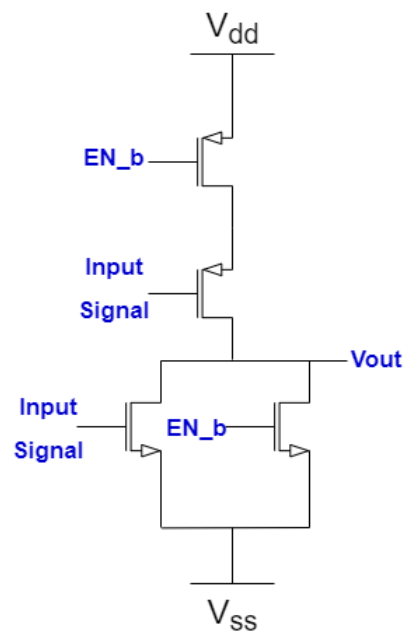 Vdd
EN_b
Input
Signal
Vout
Input
EN_b
Signal
Vss